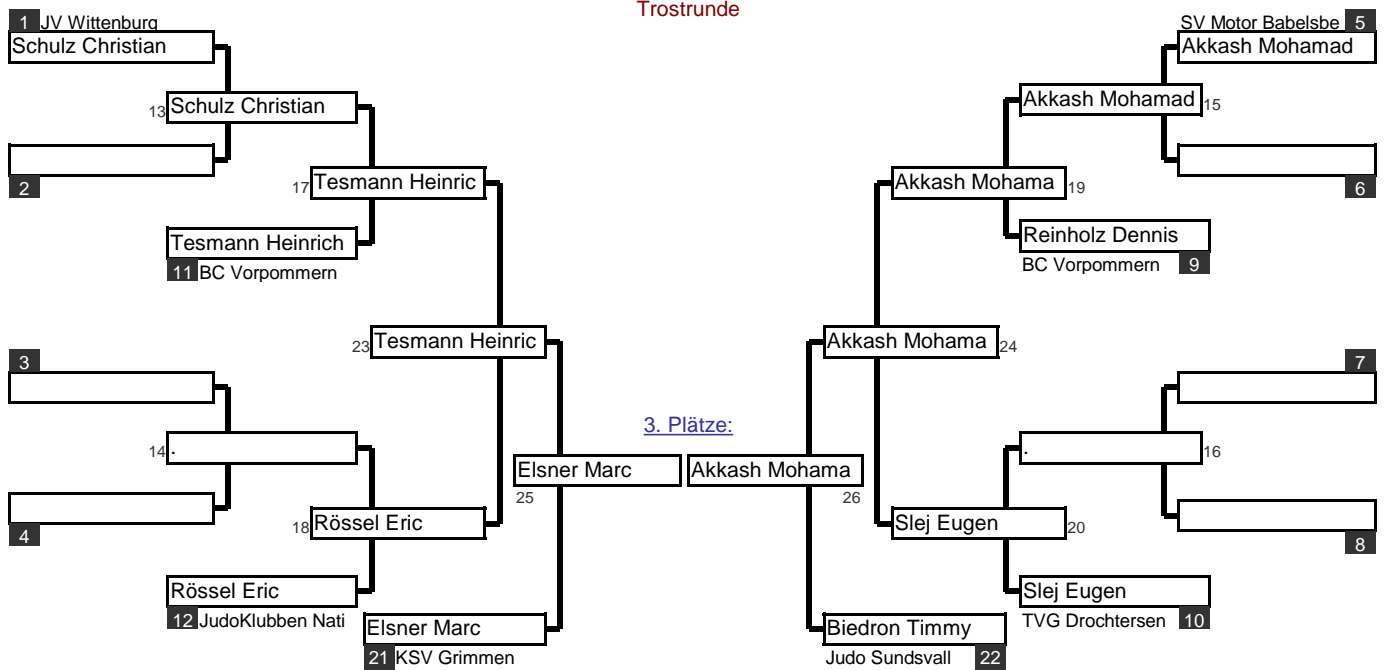 Trostrunde
1 JV Wittenburg
SV Motor Babelsbe 5
Schulz Christian
Akkash Mohamad
13 Schulz Christian
Akkash Mohamad 15
2
17 Tesmann Heinric
Akkash Mohama 19
6
Tesmann Heinrich
Reinholz Dennis
11 BC Vorpommern
BC Vorpommern 9
23 Tesmann Heinric
Akkash Mohama 24
3
7
3. Plätze:
14 .
. 16
Elsner Marc
Akkash Mohama
25
26
4
18 Rössel Eric
Slej Eugen 20
8
Rössel Eric
Slej Eugen
12 JudoKlubben Nati
TVG Drochtersen 10
Elsner Marc
Biedron Timmy
21 KSV Grimmen
Judo Sundsvall 22